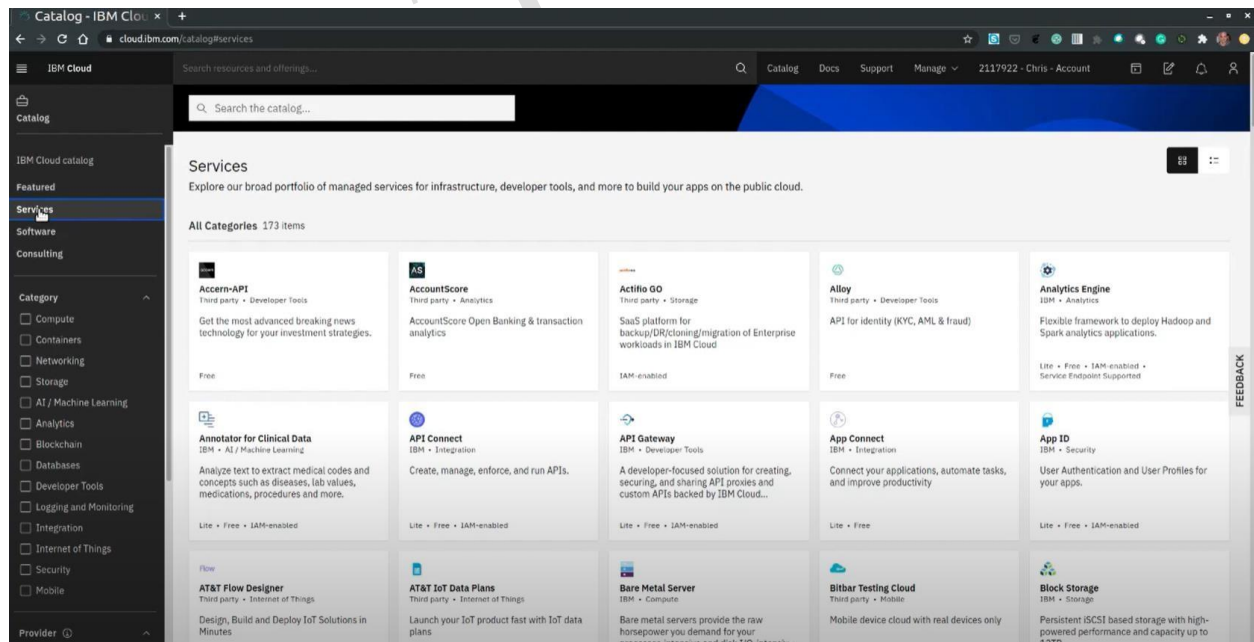 Catalog - IBM Clou × +
cloud.ibm.com/catalog#services
IBM Cloud
Search resources and offerings...
Catalog Docs Support Manage 2117922 - Chris - Account
Catalog
Search the catalog...
IBM Cloud catalog
Featured
Services
Software
Consulting
Category
Compute
Containers
Networking
Storage
AI / Machine Learning
Analytics
Blockchain
Databases
Developer Tools
Logging and Monitoring
Integration
Internet of Things
Security
Mobile
Provider
Services
Explore our broad portfolio of managed services for infrastructure, developer tools, and more to build your apps on the public cloud.
All Categories 173 items
Accern-API
Third party • Developer Tools
Get the most advanced breaking news
technology for your investment strategies.
Free
AS
AccountScore
Third party • Analytics
AccountScore Open Banking & transaction
analytics
Free
Actifio GO
Third party • Storage
SaaS platform for
backup/DR/cloning/migration of Enterprise
workloads in IBM Cloud
IAM-enabled
Alloy
Third party • Developer Tools
API for identity (KYC, AML & fraud)
Free
Analytics Engine
IBM • Analytics
Flexible framework to deploy Hadoop and
Spark analytics applications.
Lite • Free • IAM-enabled •
Service Endpoint Supported
Annotator for Clinical Data
IBM • AI / Machine Learning
Analyze text to extract medical codes and
concepts such as diseases, lab values,
medications, procedures and more.
Lite • Free • IAM-enabled
API Connect
IBM • Integration
Create, manage, enforce, and run APIs.
Lite • Free • IAM-enabled
API Gateway
IBM • Developer Tools
A developer-focused solution for creating,
securing, and sharing API proxies and
custom APIs backed by IBM Cloud...
Lite • Free • IAM-enabled
App Connect
IBM • Integration
Connect your applications, automate tasks,
and improve productivity
Lite • Free
App ID
IBM • Security
User Authentication and User Profiles for
your apps.
Lite • Free • IAM-enabled
Flow
AT&T Flow Designer
Third party • Internet of Things
Design, Build and Deploy IoT Solutions in
Minutes
AT&T IoT Data Plans
Third party • Internet of Things
Launch your IoT product fast with IoT data
plans
Bare Metal Server
IBM • Compute
Bare metal servers provide the raw
horsepower you demand for your
Bitbar Testing Cloud
Third party • Mobile
Mobile device cloud with real devices only
Block Storage
IBM • Storage
Persistent iSCSI based storage with high-
powered performance and capacity up to
FEEDBACK